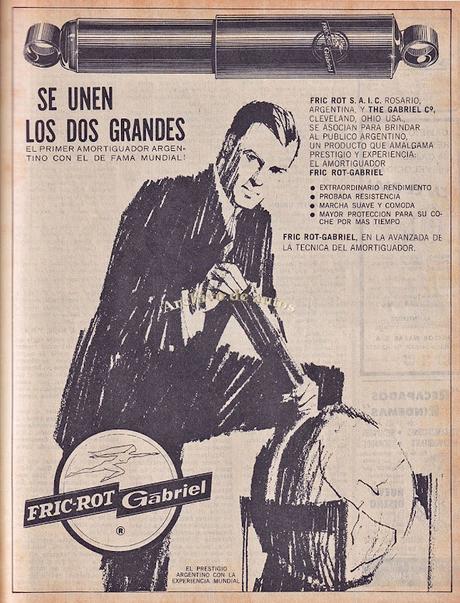 SE UNEN
LOS DOS GRANDES
EL PRIMER AMORTIGUADOR ARGEN-
TINO CON EL DE FAMA MUNDIAL!
FRIC ROT S. A. I. C. ROSARIO,
ARGENTINA, Y THE GABRIEL Cº,
CLEVELAND, OHIO USA.,
SE ASOCIAN PARA BRINDAR
AL PUBLICO ARGENTINO,
UN PRODUCTO QUE AMALGAMA
PRESTIGIO Y EXPERIENCIA:
EL AMORTIGUADOR
FRIC ROT-GABRIEL
● EXTRAORDINARIO RENDIMIENTO
● PROBADA RESISTENCIA
● MARCHA SUAVE Y COMODA
● MAYOR PROTECCION PARA SU CO-
CHE POR MAS TIEMPO
FRIC ROT-GABRIEL, EN LA AVANZADA DE
LA TECNICA DEL AMORTIGUADOR.
Archivo de autos
FRIC-ROT Gabriel
®
EL PRESTIGIO
ARGENTINO CON LA
EXPERIENCIA MUNDIAL